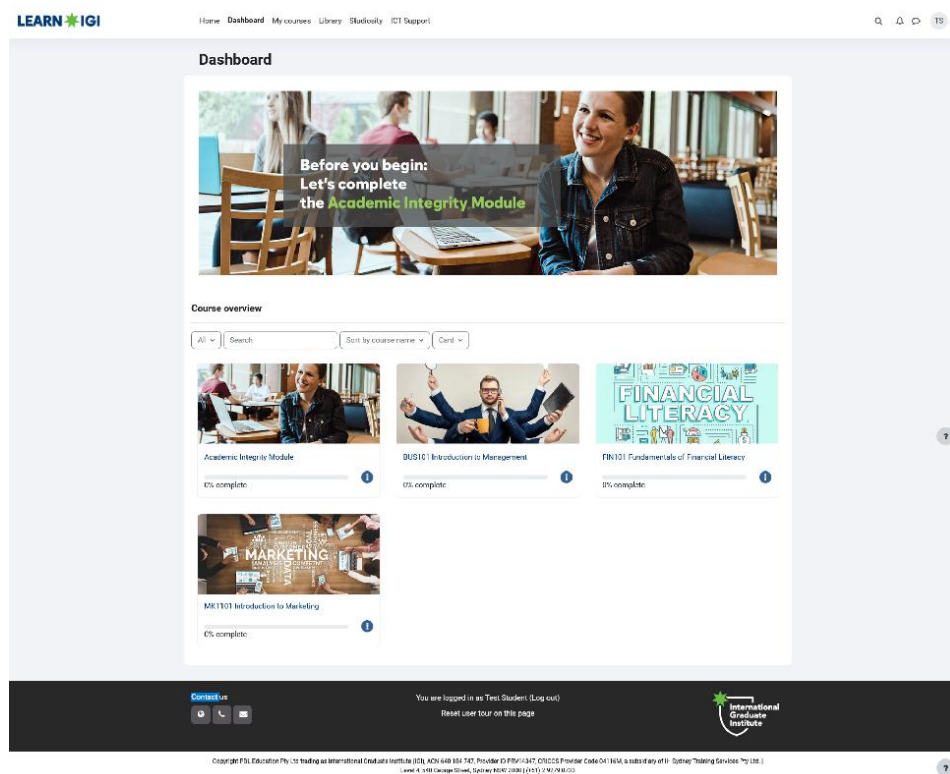 LEARN IGI
Home Dashboard My courses Library Studiosity ICT Support
TS
Dashboard
Before you begin:
Let's complete
the Academic Integrity Module
Course overview
All
Search
Sort by course name
Card
FINANCIAL
LITERACY
Academic Integrity Module
0% complete
BUS101 Introduction to Management
0% complete
FIN101 Fundamentals of Financial Literacy
0% complete
MARKETING
DATA
MKT101 Introduction to Marketing
0% complete
Contact us
You are logged in as Test Student (Log out)
Reset user tour on this page
International
Graduate
Institute
?
?